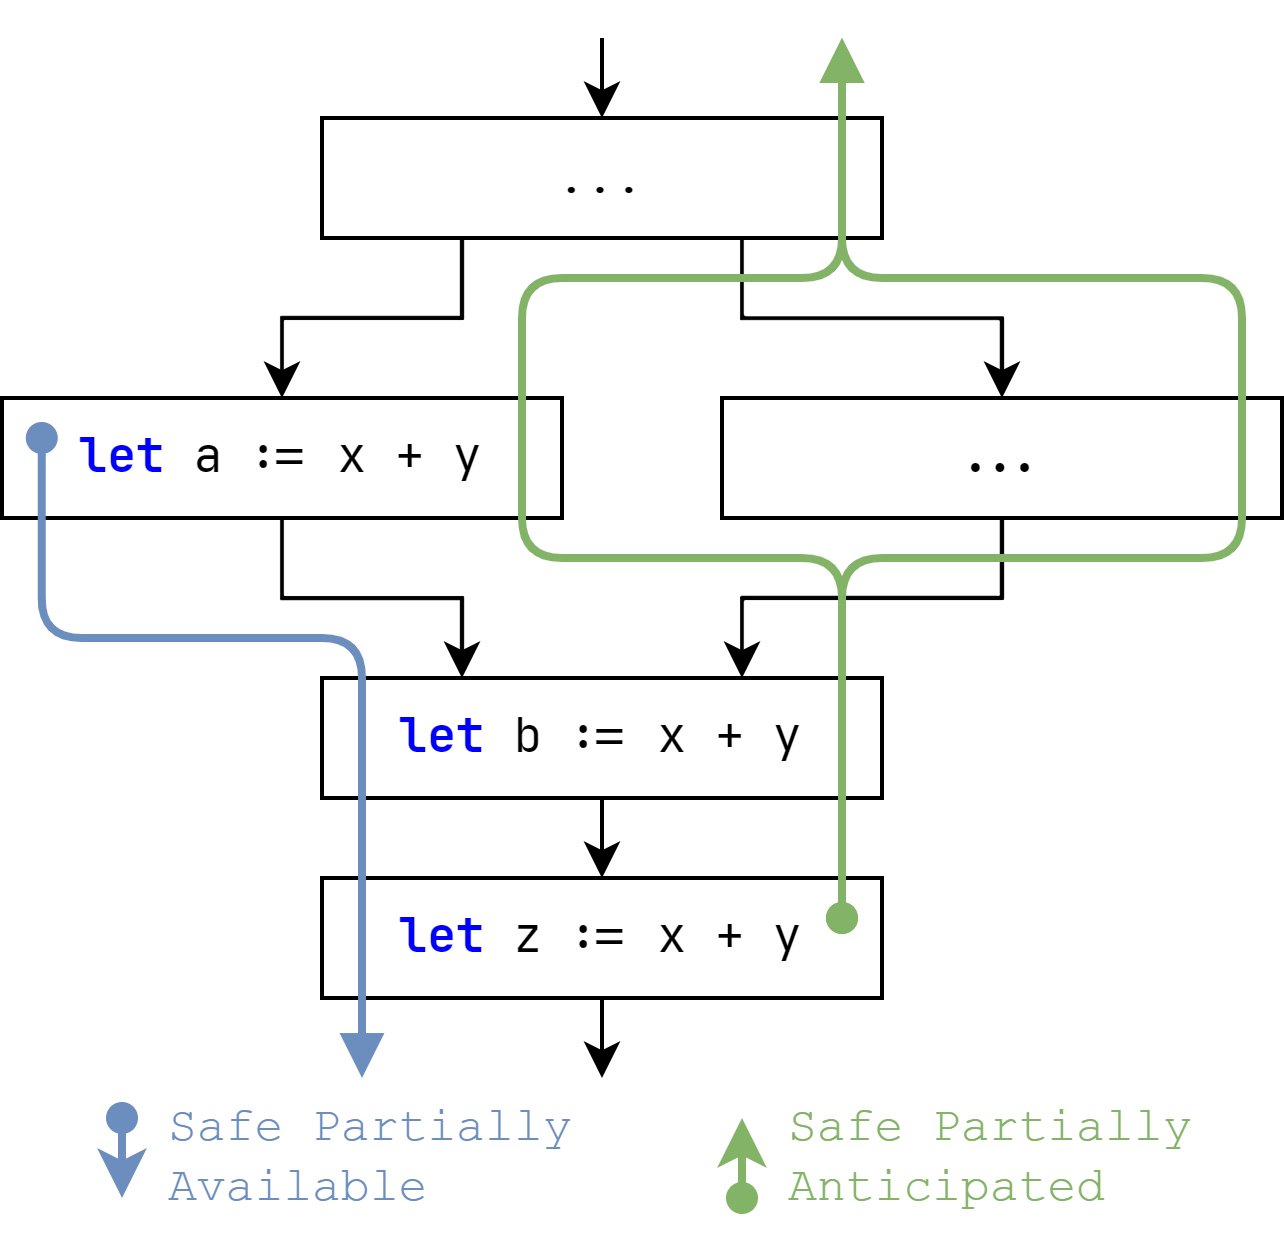 ...
let a := x + y
...
let b := x + y
let z := x + y
Safe Partially
Available
Safe Partially
Anticipated